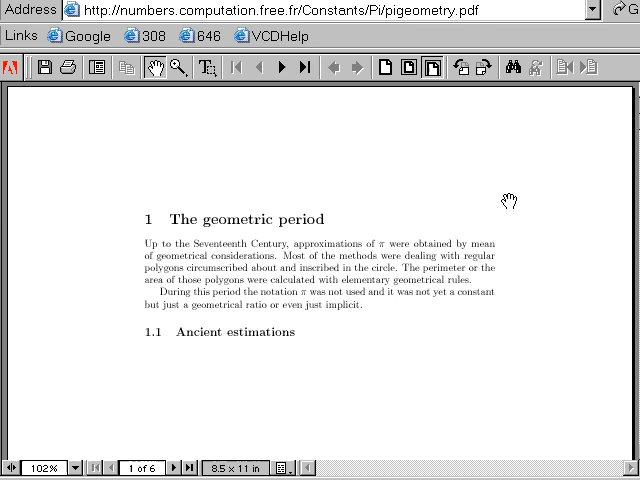 Address http://numbers.computation.free.fr/Constants/Pi/pigeometry.pdf G
Links Google 308 646 VCDHelp
1 The geometric period
Up to the Seventeenth Century, approximations of π were obtained by mean
of geometrical considerations. Most of the methods were dealing with regular
polygons circumscribed about and inscribed in the circle. The perimeter or the
area of those polygons were calculated with elementary geometrical rules.
During this period the notation π was not used and it was not yet a constant
but just a geometrical ratio or even just implicit.
1.1 Ancient estimations
102% 1 of 6 8.5 x 11 in